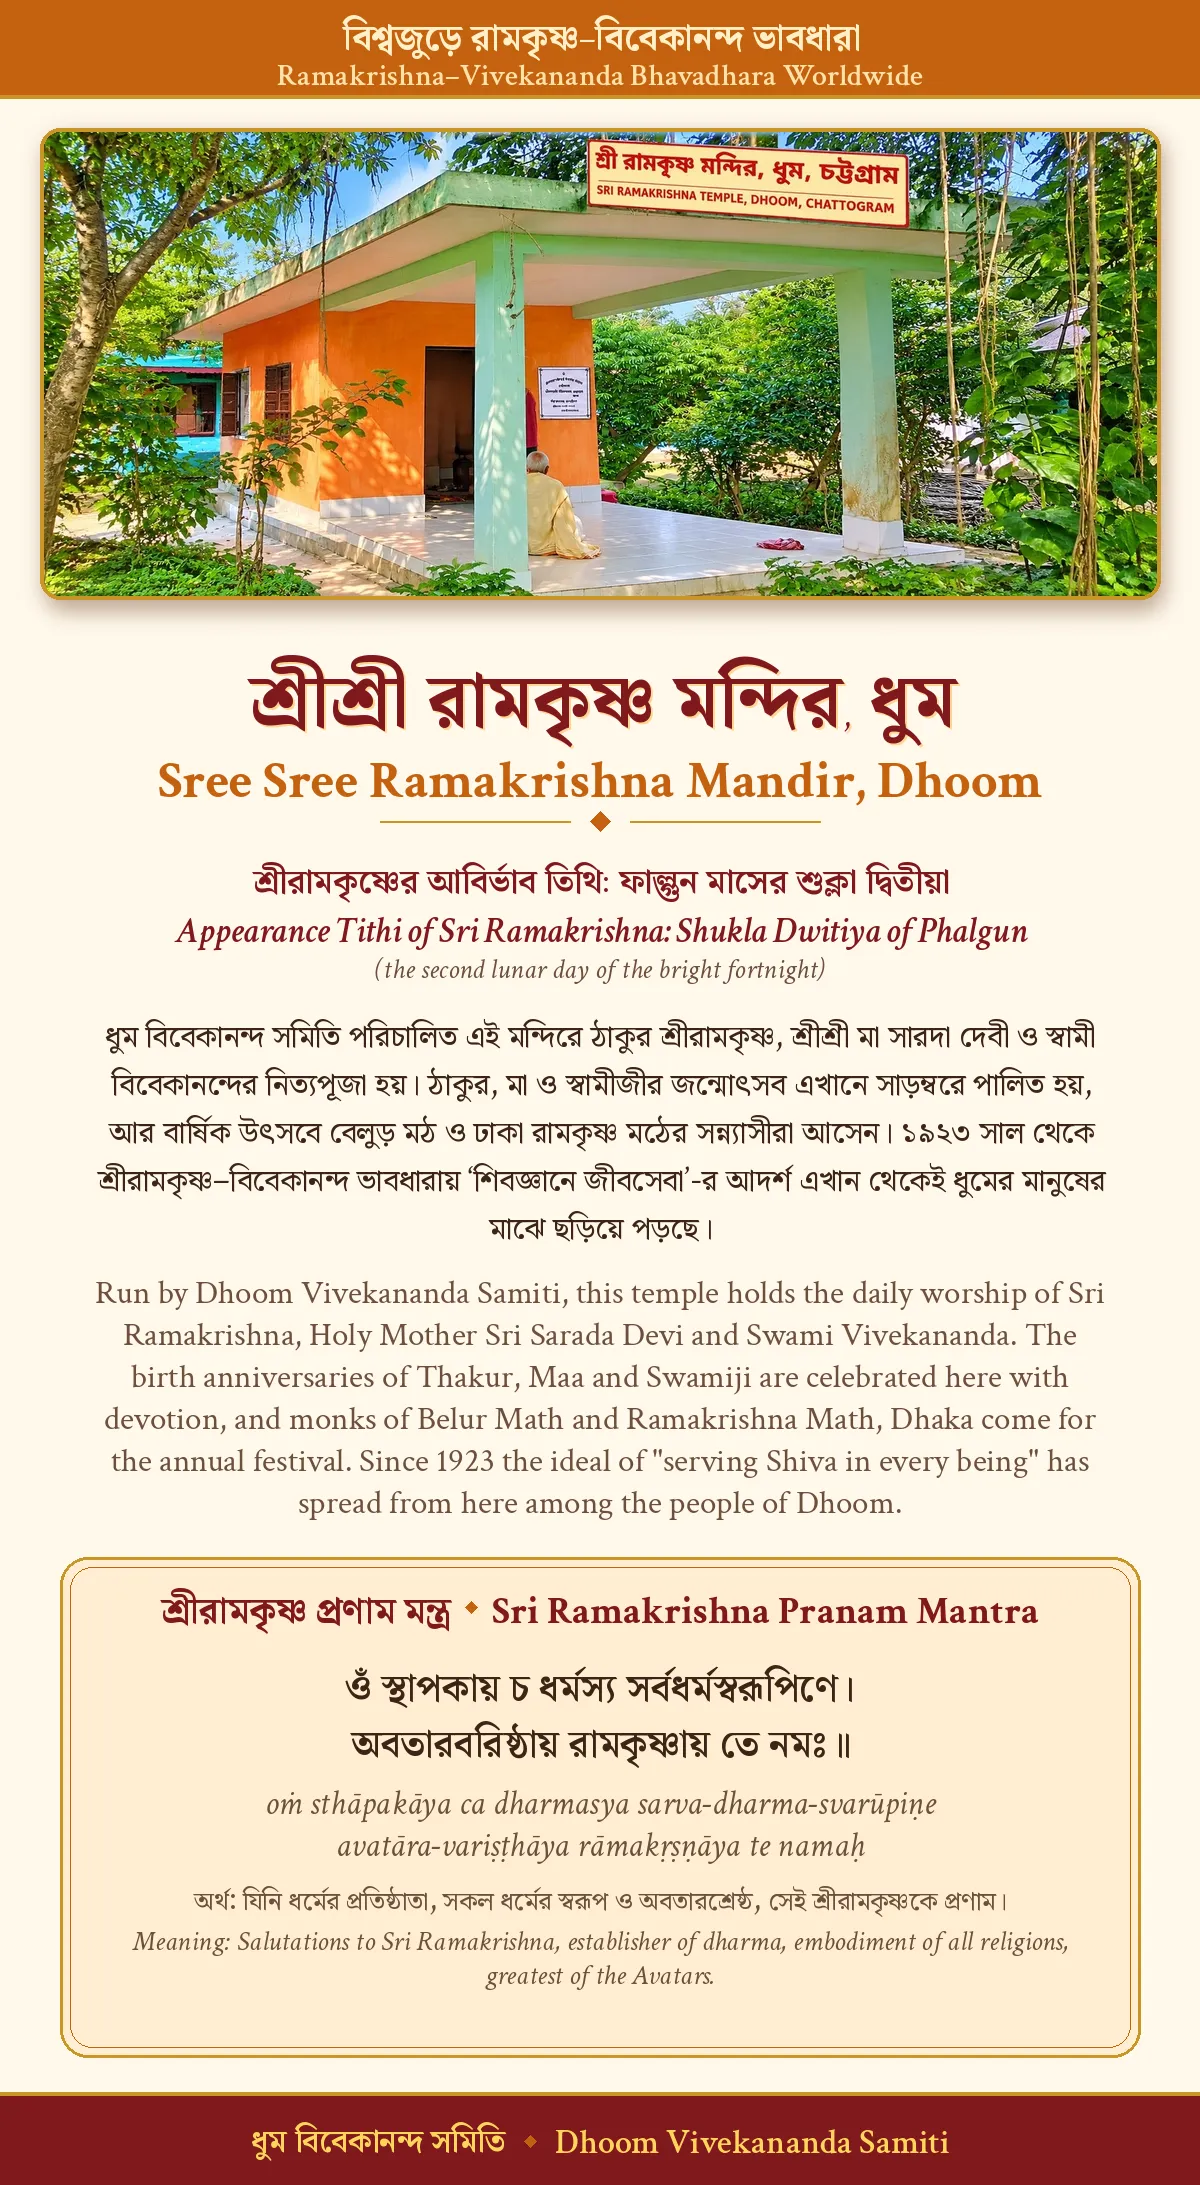 বিশ্বজুড়ে রামকৃষ্ণ–বিবেকানন্দ ভাবধারা
Ramakrishna–Vivekananda Bhavadhara Worldwide
শ্রী রামকৃষ্ণ মন্দির, ধুম, চট্টগ্রাম
SRI RAMAKRISHNA TEMPLE, DHOOM, CHATTOGRAM
শ্রীশ্রী রামকৃষ্ণ মন্দির, ধুম
Sree Sree Ramakrishna Mandir, Dhoom
শ্রীরামকৃষ্ণের আবির্ভাব তিথি: ফাল্গুন মাসের শুক্লা দ্বিতীয়া
Appearance Tithi of Sri Ramakrishna: Shukla Dwitiya of Phalgun
(the second lunar day of the bright fortnight)
ধুম বিবেকানন্দ সমিতি পরিচালিত এই মন্দিরে ঠাকুর শ্রীরামকৃষ্ণ, শ্রীশ্রী মা সারদা দেবী ও স্বামী
বিবেকানন্দের নিত্যপূজা হয়। ঠাকুর, মা ও স্বামীজীর জন্মোৎসব এখানে সাড়ম্বরে পালিত হয়,
আর বার্ষিক উৎসবে বেলুড় মঠ ও ঢাকা রামকৃষ্ণ মঠের সন্ন্যাসীরা আসেন। ১৯২৩ সাল থেকে
শ্রীরামকৃষ্ণ–বিবেকানন্দ ভাবধারায় ‘শিবজ্ঞানে জীবসেবা’-র আদর্শ এখান থেকেই ধুমের মানুষের
মাঝে ছড়িয়ে পড়ছে।
Run by Dhoom Vivekananda Samiti, this temple holds the daily worship of Sri
Ramakrishna, Holy Mother Sri Sarada Devi and Swami Vivekananda. The
birth anniversaries of Thakur, Maa and Swamiji are celebrated here with
devotion, and monks of Belur Math and Ramakrishna Math, Dhaka come for
the annual festival. Since 1923 the ideal of "serving Shiva in every being" has
spread from here among the people of Dhoom.
শ্রীরামকৃষ্ণ প্রণাম মন্ত্র ◆ Sri Ramakrishna Pranam Mantra
ওঁ স্থাপকায় চ ধর্মস্য সর্বধর্মস্বরূপিণে।
অবতারবরিষ্ঠায় রামকৃষ্ণায় তে নমঃ॥
oṁ sthāpakāya ca dharmasya sarva-dharma-svarūpiṇe
avatāra-variṣṭhāya rāmakṛṣṇāya te namaḥ
অর্থ: যিনি ধর্মের প্রতিষ্ঠাতা, সকল ধর্মের স্বরূপ ও অবতারশ্রেষ্ঠ, সেই শ্রীরামকৃষ্ণকে প্রণাম।
Meaning: Salutations to Sri Ramakrishna, establisher of dharma, embodiment of all religions,
greatest of the Avatars.
ধুম বিবেকানন্দ সমিতি ◆ Dhoom Vivekananda Samiti